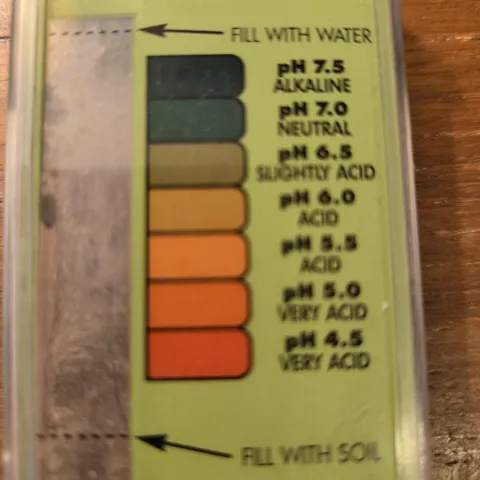 FILL WITH WATER
pH 7.5
ALKALINE
pH 7.0
NEUTRAL
pH 6.5
SLIGHTLY ACID
pH 6.0
ACID
pH 5.5
ACID
pH 5.0
VERY ACID
pH 4.5
VERY ACID
FILL WITH SOIL